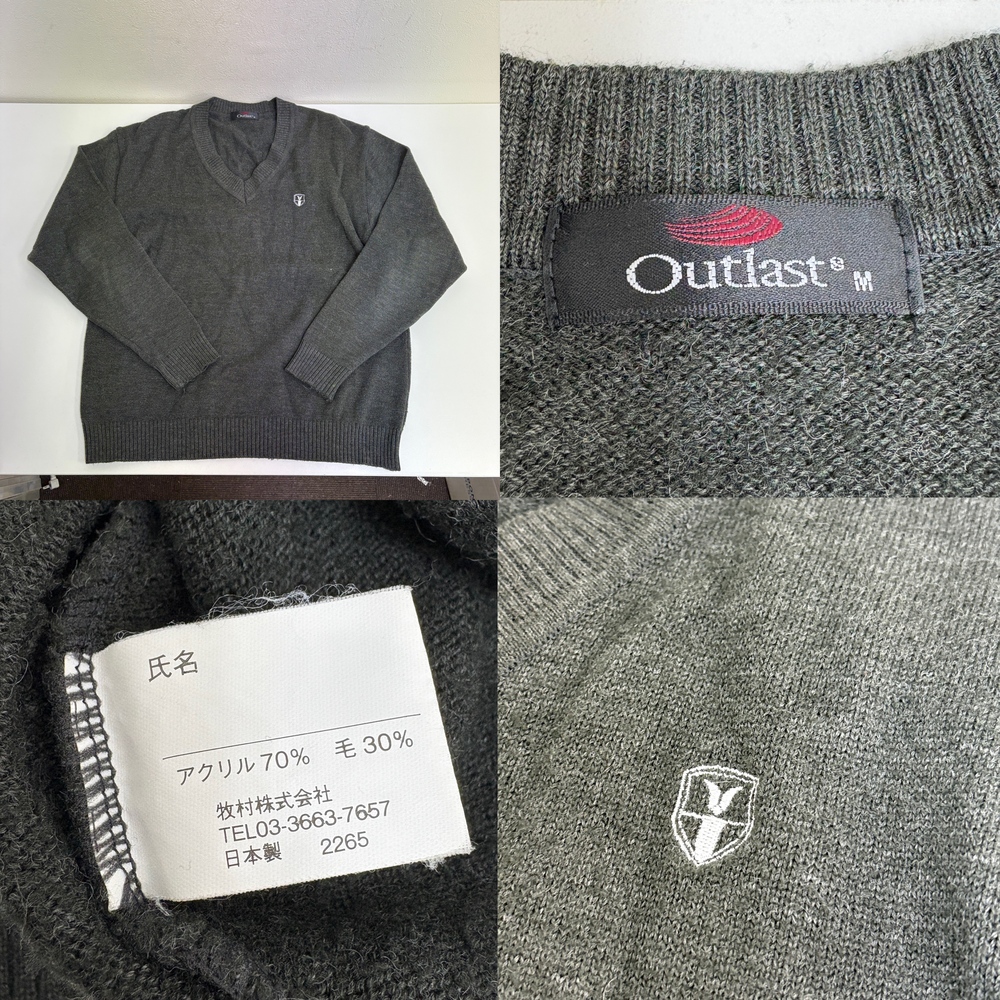 Outlast
Outlast® M
氏名
アクリル 70% 毛 30%
牧村株式会社
TEL03-3663-7657
日本製 2265